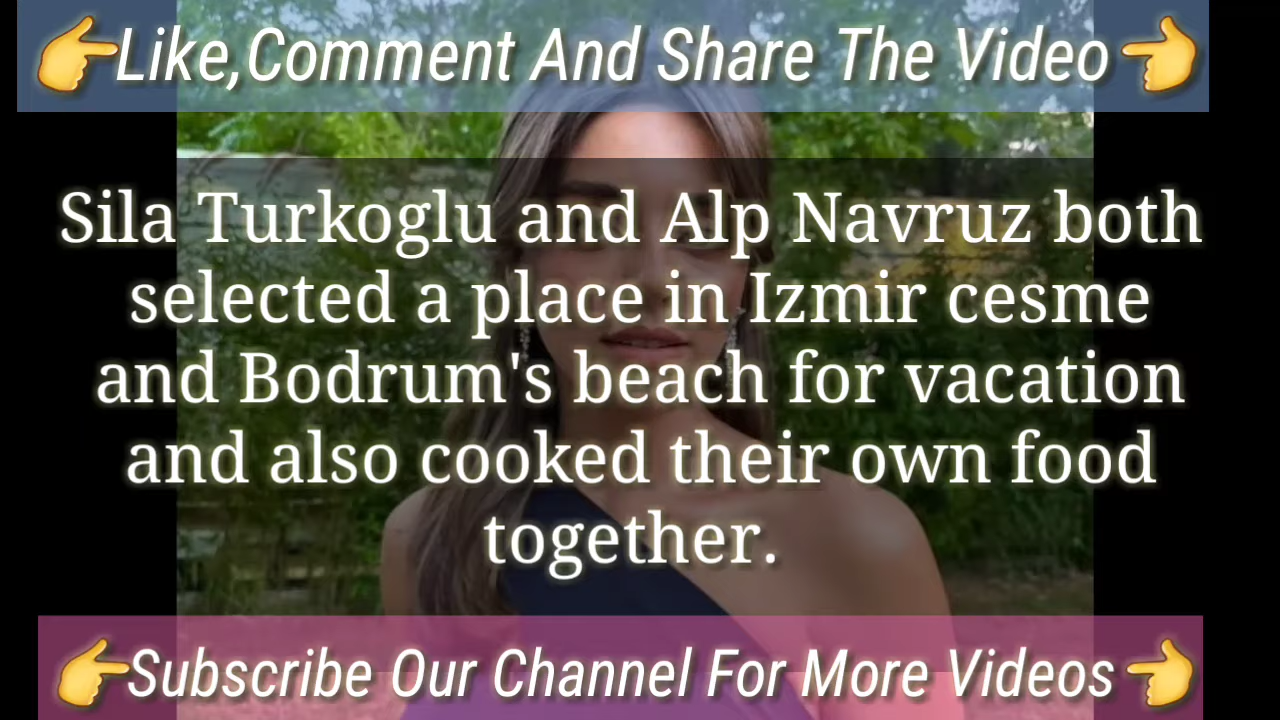 👉Like,Comment And Share The Video👈
Sila Turkoglu and Alp Navruz both
selected a place in Izmir cesme
and Bodrum's beach for vacation
and also cooked their own food
together.
👉Subscribe Our Channel For More Videos👈